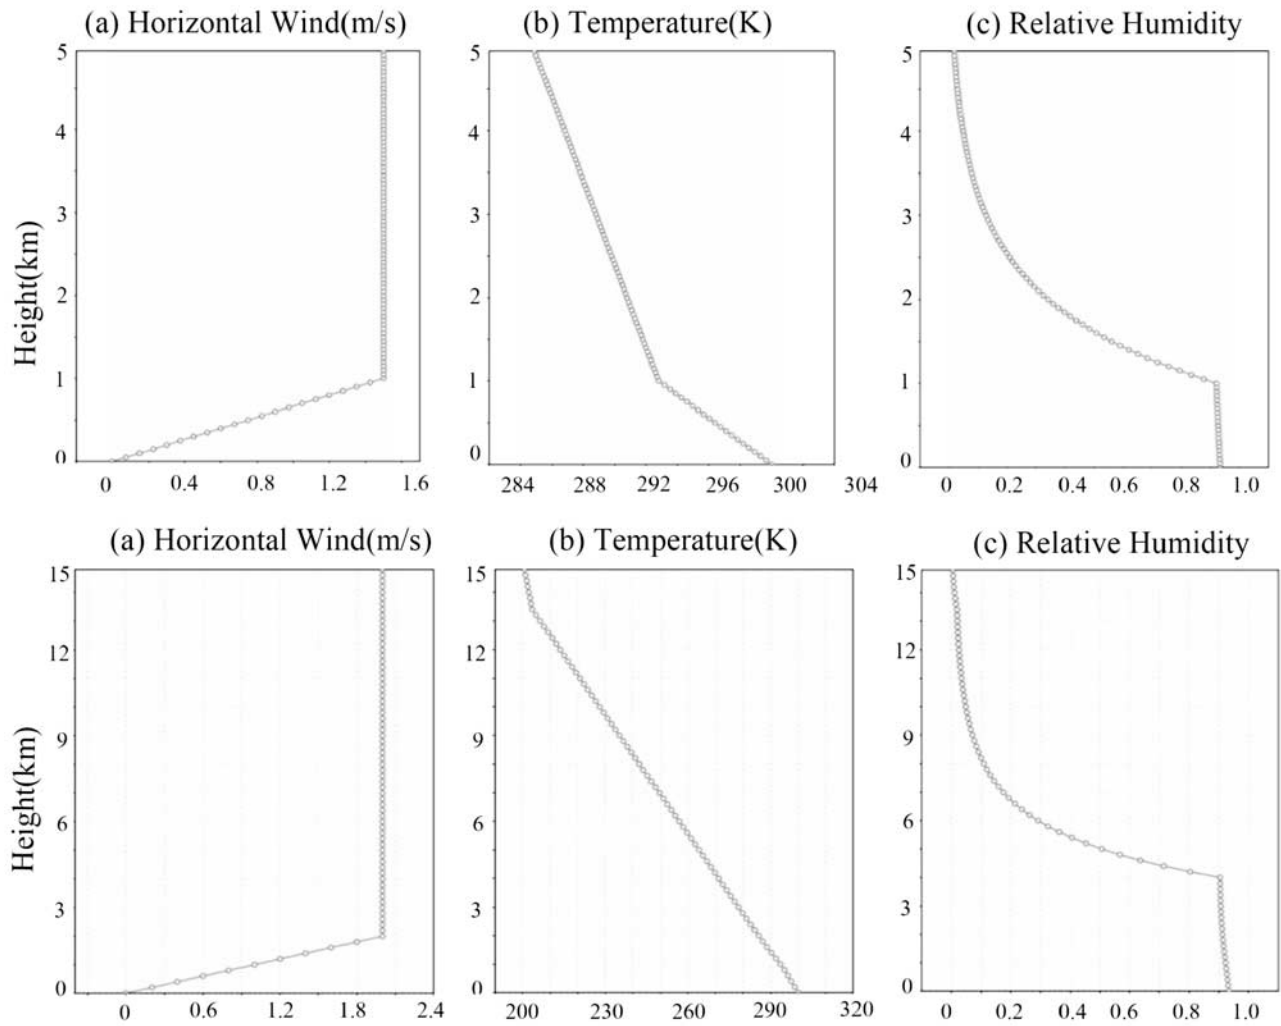 (a) Horizontal Wind(m/s)
(b) Temperature(K)
(c) Relative Humidity
Height(km)
5
4
3
2
1
0
0 0.4 0.8 1.2 1.6
5
4
3
2
1
0
284 288 292 296 300 304
5
4
3
2
1
0
0 0.2 0.4 0.6 0.8 1.0
(a) Horizontal Wind(m/s)
(b) Temperature(K)
(c) Relative Humidity
Height(km)
15
12
9
6
3
0
0 0.6 1.2 1.8 2.4
15
12
9
6
3
0
200 230 260 290 320
15
12
9
6
3
0
0 0.2 0.4 0.6 0.8 1.0